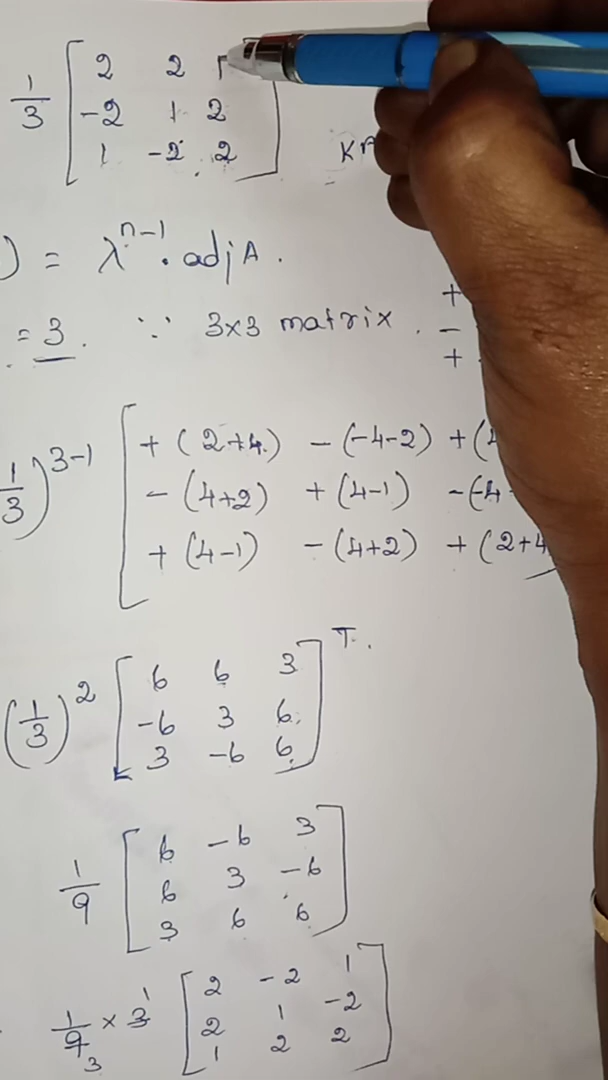 1/3 [ 2 2
-2 1 2
1 -2 2 ]
) = λ^{n-1} . adj A .
= 3 . ∵ 3x3 matrix .
+
-
+
1/3)^{3-1} [ + (2+4) - (-4-2) + (
- (4+2) + (4-1) - (-4
+ (4-1) - (4+2) + (2+4
(1/3)^2 [ 6 6 3
-6 3 6
3 -6 6 ]^T .
1/9 [ 6 -6 3
6 3 -6
3 6 6 ]
1/9 3 × 3 1 [ 2 -2 1
2 1 -2
1 2 2 ]